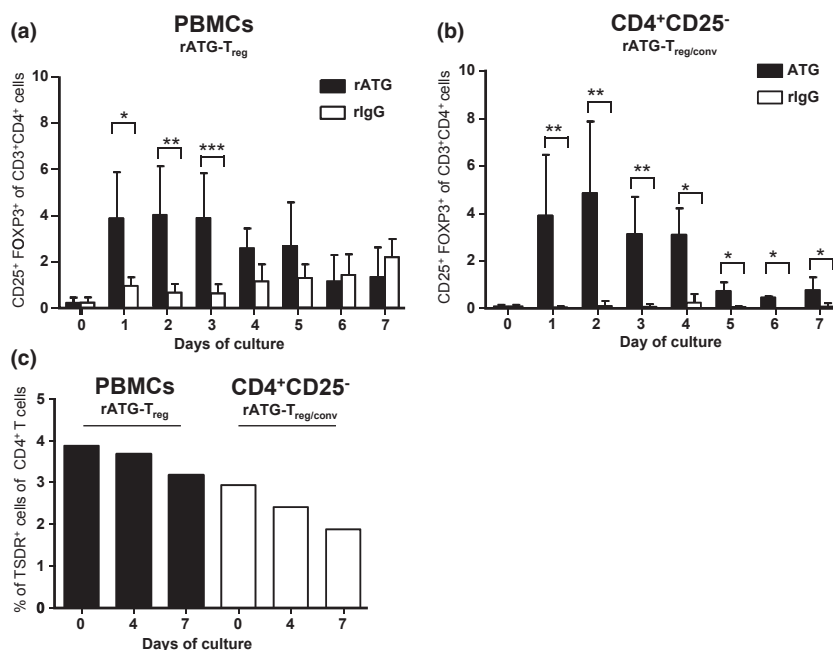 (a)
PBMCs
rATG-Treg
CD25+ FOXP3+ of CD3+CD4+ cells
10
8
6
4
2
0
rATG
rIgG
*
**
***
0 1 2 3 4 5 6 7
Days of culture
(b)
CD4+CD25-
rATG-Treg/conv
CD25+ FOXP3+ of CD3+CD4+ cells
10
8
6
4
2
0
ATG
rIgG
**
**
**
*
*
*
*
0 1 2 3 4 5 6 7
Day of culture
(c)
PBMCs
rATG-Treg
CD4+CD25-
rATG-Treg/conv
% of TSDR+ cells of CD4+ T cells
5
4
3
2
1
0
0 4 7 0 4 7
Days of culture